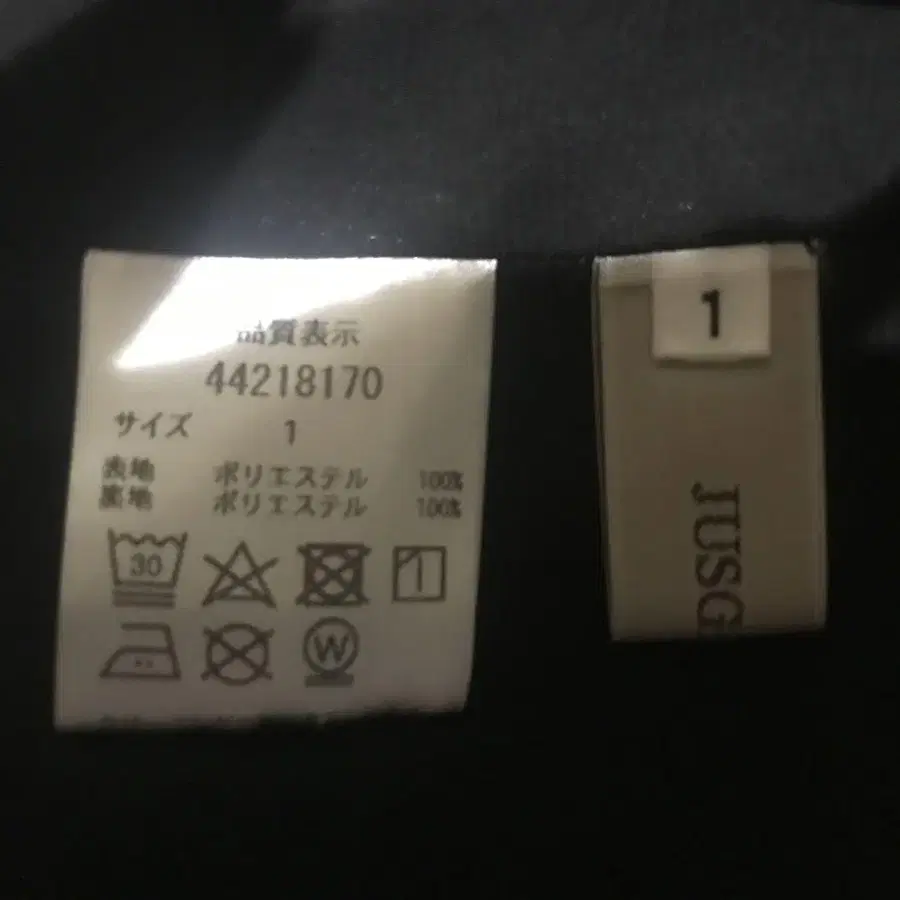 品質表示
44218170
サイズ 1
表地 ポリエステル 100%
裏地 ポリエステル 100%
30
W
1
JUSG